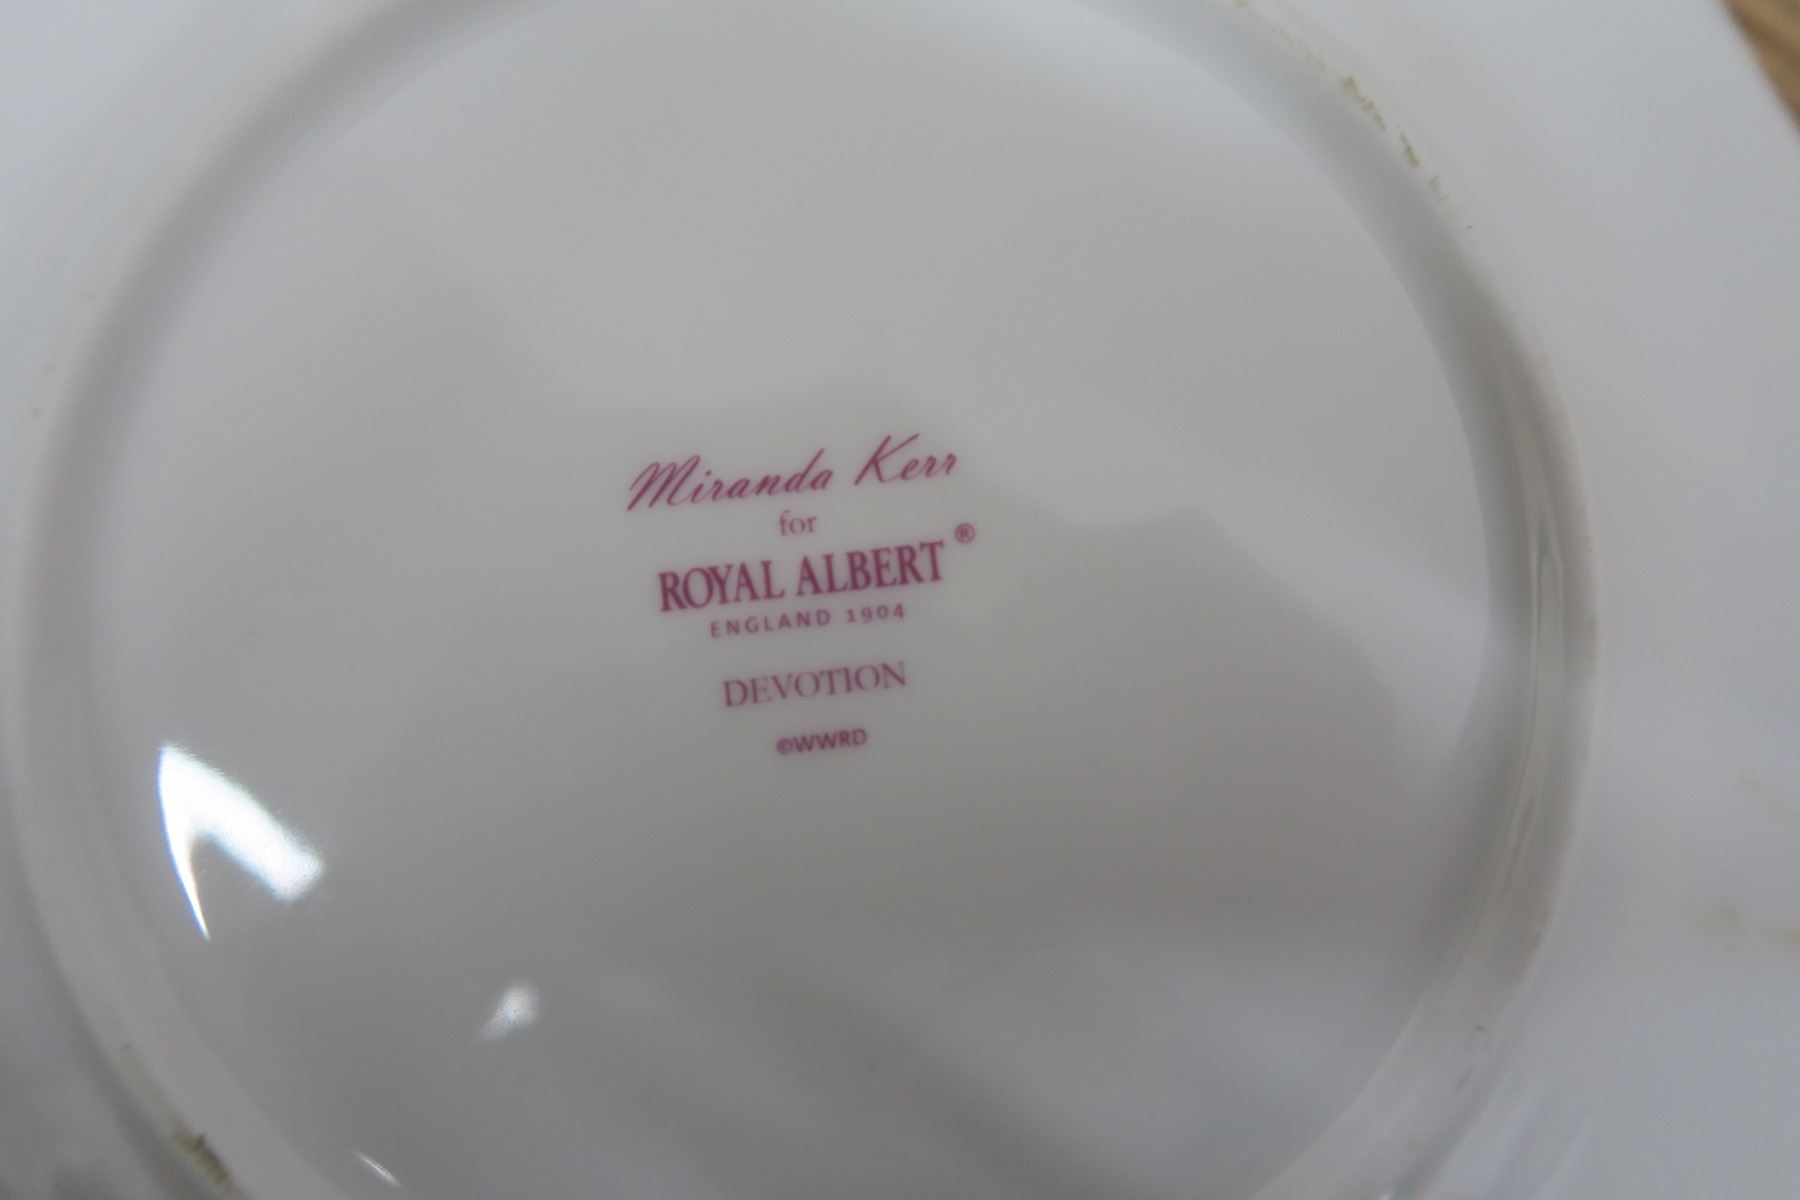 Miranda Kerr
for
ROYAL ALBERT®
ENGLAND 1904
DEVOTION
©WWRD